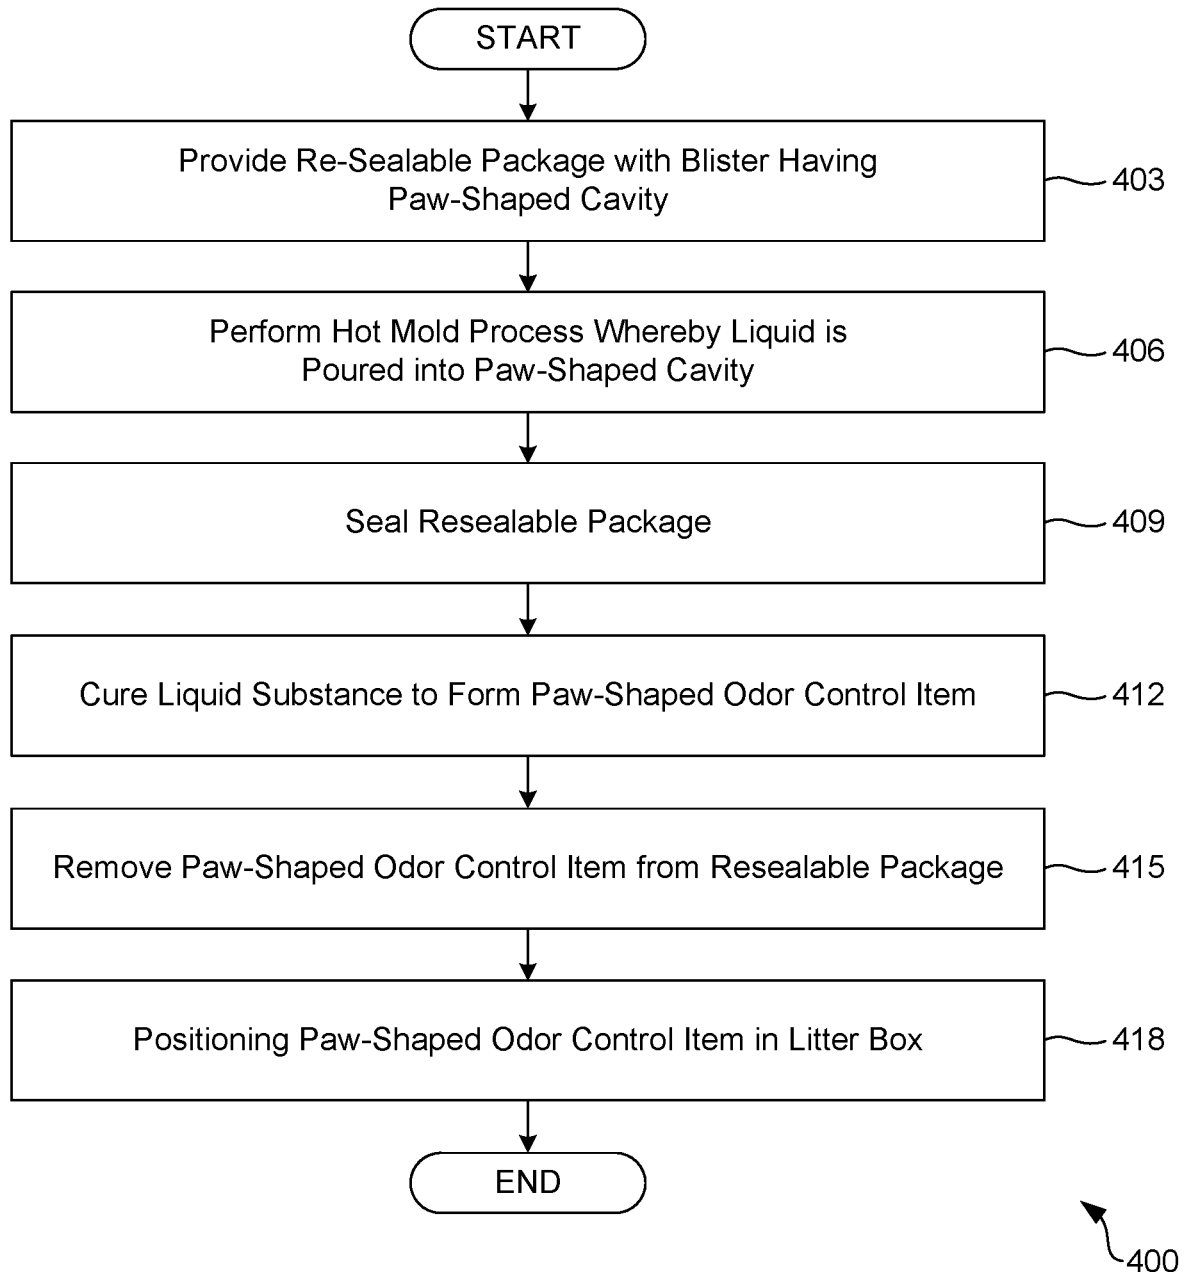 START
Provide Re-Sealable Package with Blister Having
Paw-Shaped Cavity
403
Perform Hot Mold Process Whereby Liquid is
Poured into Paw-Shaped Cavity
406
Seal Resealable Package
409
Cure Liquid Substance to Form Paw-Shaped Odor Control Item
412
Remove Paw-Shaped Odor Control Item from Resealable Package
415
Positioning Paw-Shaped Odor Control Item in Litter Box
418
END
400